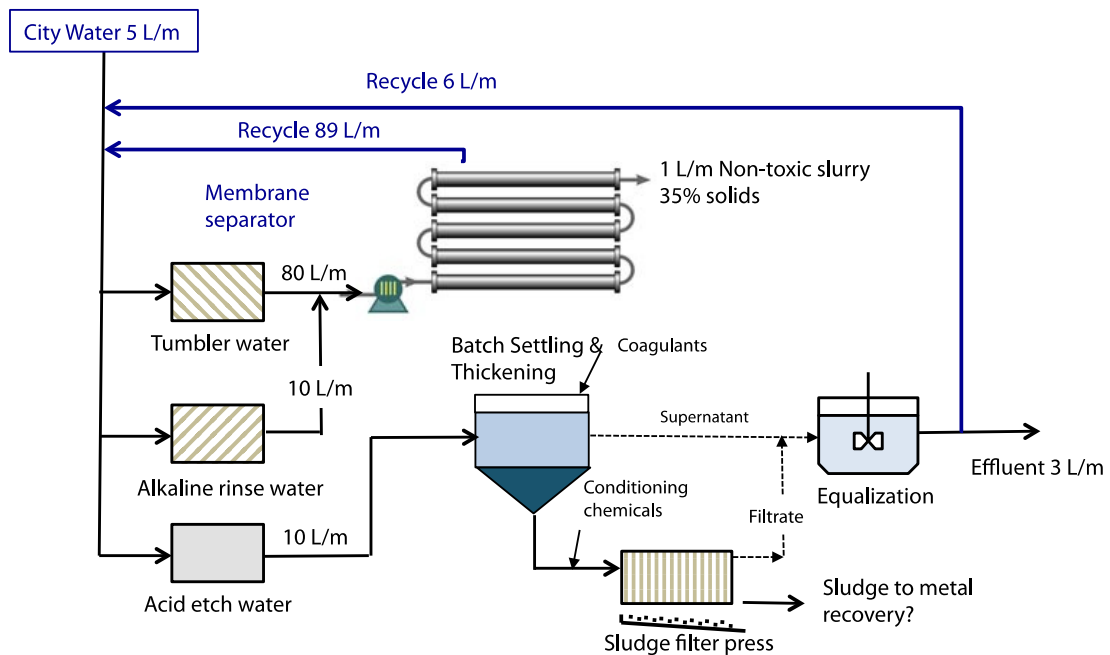 City Water 5 L/m
Recycle 6 L/m
Recycle 89 L/m
1 L/m Non-toxic slurry
35% solids
Membrane
separator
80 L/m
Tumbler water
Batch Settling &
Thickening
Coagulants
10 L/m
Supernatant
Alkaline rinse water
Effluent 3 L/m
Equalization
Conditioning
chemicals
Filtrate
10 L/m
Acid etch water
Sludge to metal
recovery?
Sludge filter press